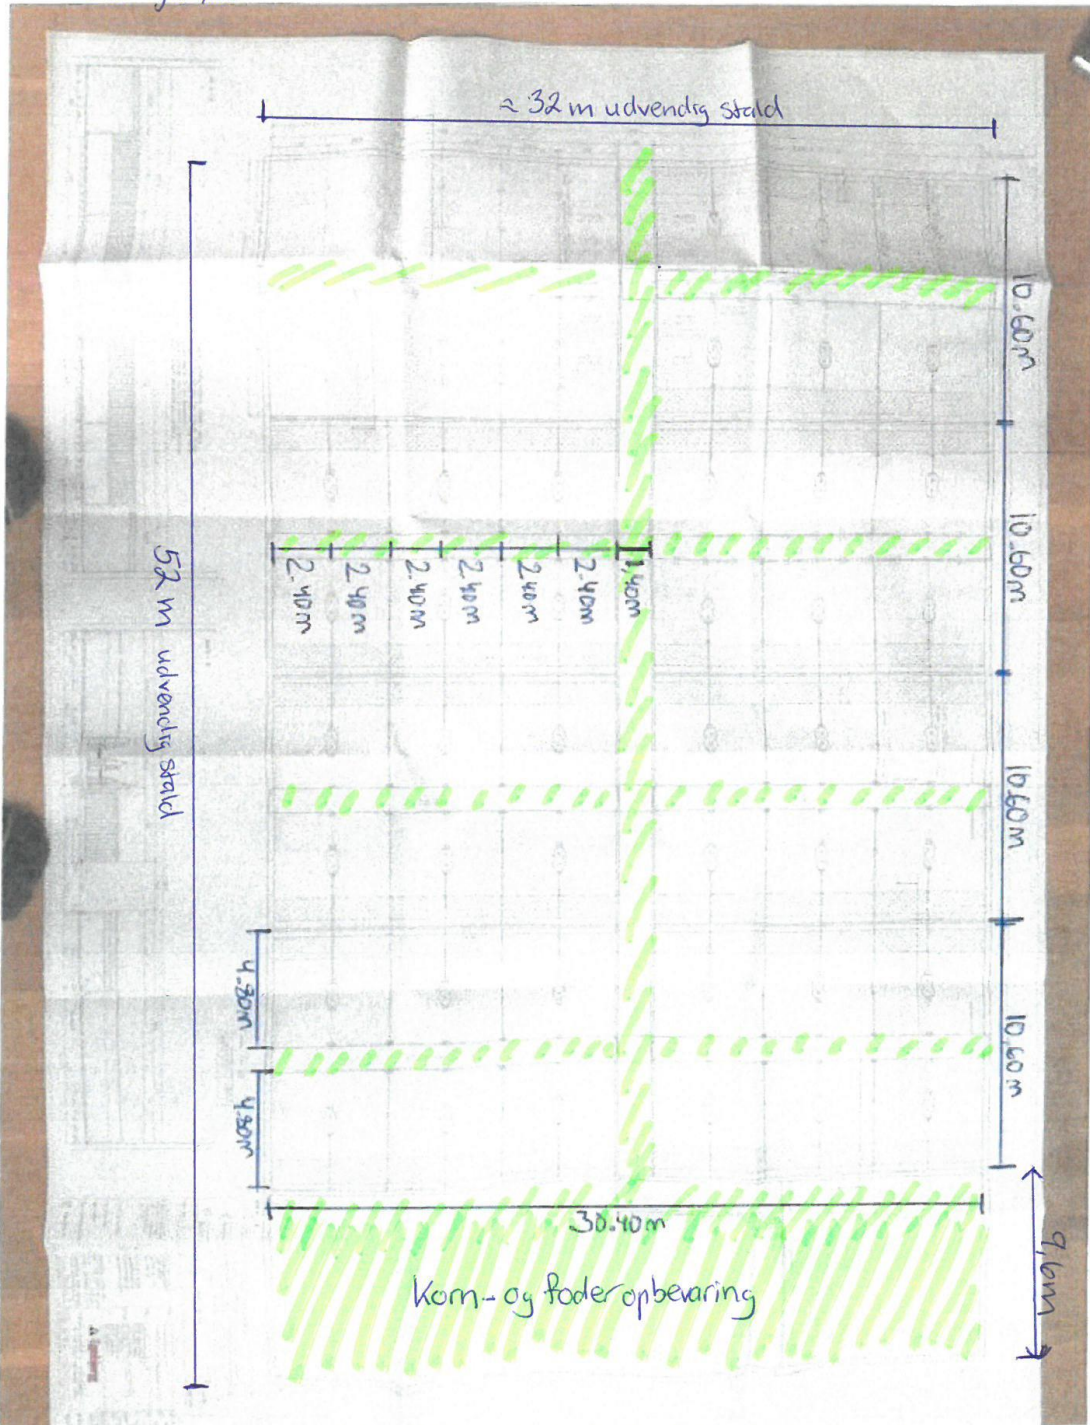 ≈ 32 m udvendig stald
10.60m
10.60m
10.60m
10.60m
9,6m
52 m udvendig stald
2.40m
2.40m
2.40m
2.40m
2.40m
2.40m
1,40m
4.80m
4.80m
30.40m
Korn- og foderopbevaring